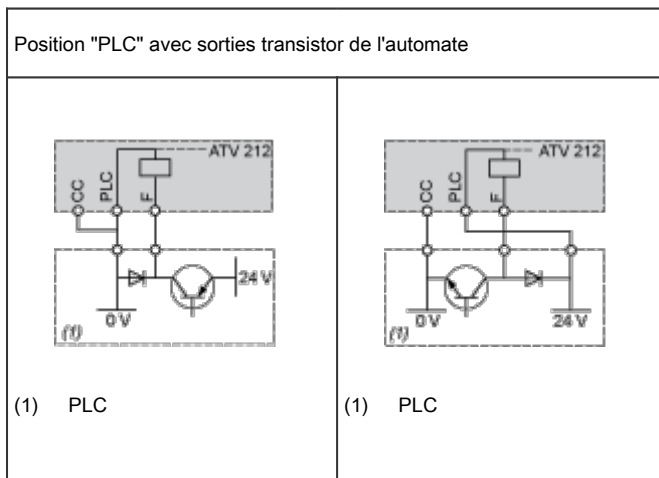 Position "PLC" avec sorties transistor de l'automate
ATV 212
CC
PLC
F
24 V
0 V
(1)
(1) PLC
ATV 212
CC
PLC
F
0 V
24 V
(1)
(1) PLC